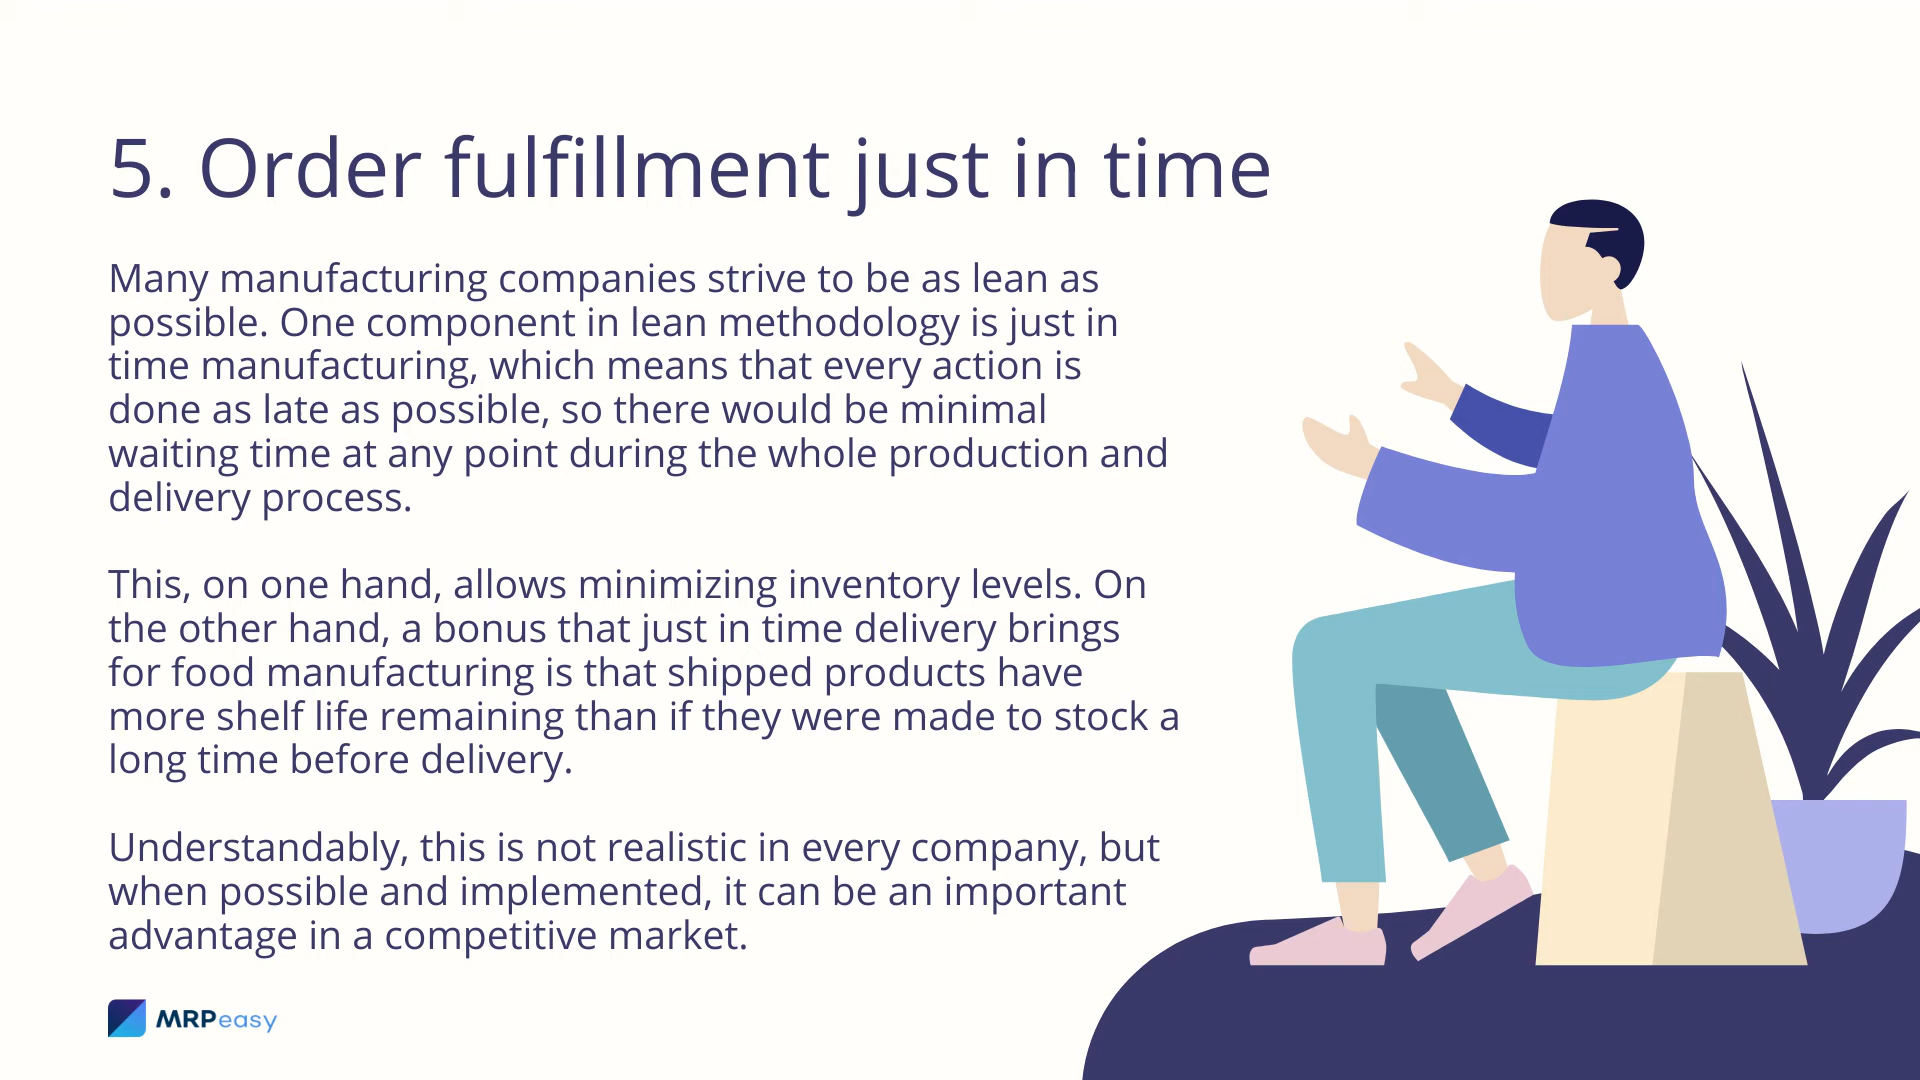 5. Order fulfillment just in time
Many manufacturing companies strive to be as lean as
possible. One component in lean methodology is just in
time manufacturing, which means that every action is
done as late as possible, so there would be minimal
waiting time at any point during the whole production and
delivery process.
This, on one hand, allows minimizing inventory levels. On
the other hand, a bonus that just in time delivery brings
for food manufacturing is that shipped products have
more shelf life remaining than if they were made to stock a
long time before delivery.
Understandably, this is not realistic in every company, but
when possible and implemented, it can be an important
advantage in a competitive market.
MRPeasy